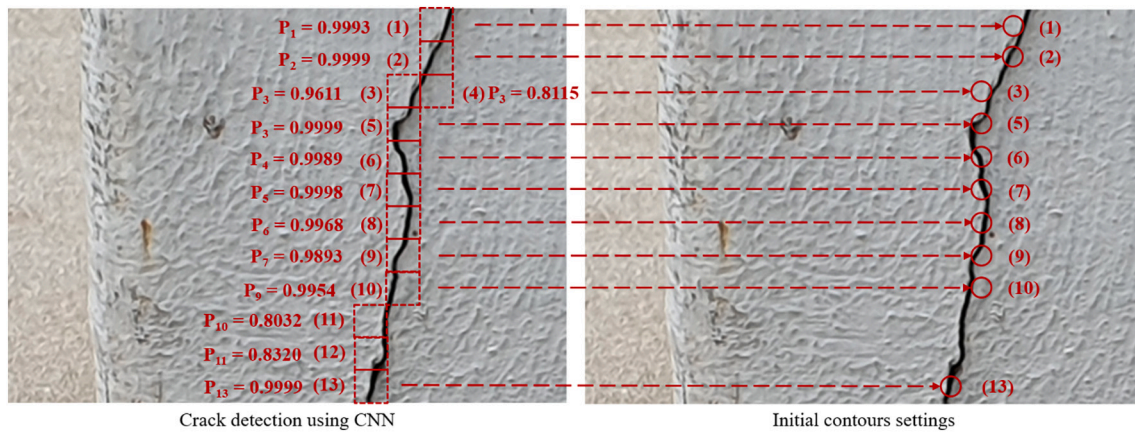 P₁ = 0.9993 (1) (1)
P₂ = 0.9999 (2) (2)
P₃ = 0.9611 (3) (4) P₃ = 0.8115 (3)
P₃ = 0.9999 (5) (5)
P₄ = 0.9989 (6) (6)
P₅ = 0.9998 (7) (7)
P₆ = 0.9968 (8) (8)
P₇ = 0.9893 (9) (9)
P₉ = 0.9954 (10) (10)
P₁₀ = 0.8032 (11)
P₁₁ = 0.8320 (12)
P₁₃ = 0.9999 (13) (13)
Crack detection using CNN Initial contours settings